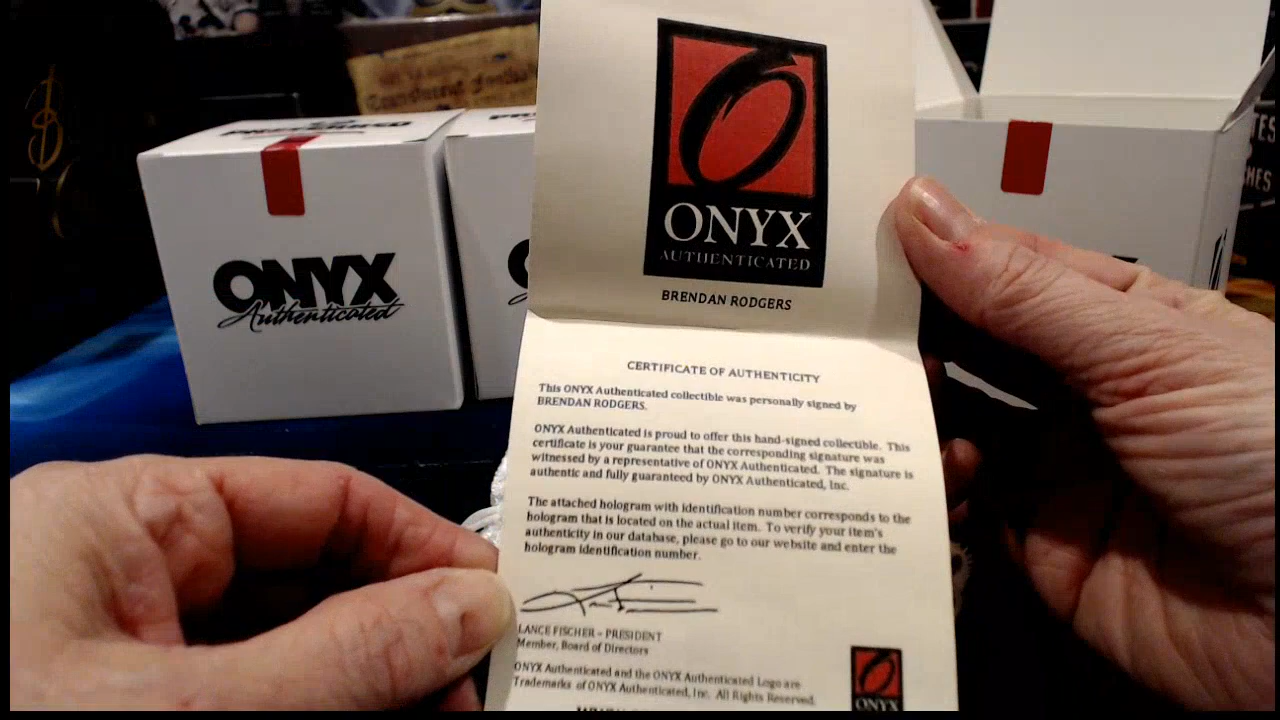 ONYX
AUTHENTICATED
BRENDAN RODGERS
CERTIFICATE OF AUTHENTICITY
This ONYX Authenticated collectible was personally signed by
BRENDAN RODGERS.
ONYX Authenticated is proud to offer this hand-signed collectible. This
certificate is your guarantee that the corresponding signature was
witnessed by a representative of ONYX Authenticated. The signature is
authentic and fully guaranteed by ONYX Authenticated, Inc.
The attached hologram with identification number corresponds to the
hologram that is located on the actual item. To verify your item's
authenticity in our database, please go to our website and enter the
hologram identification number.
LANCE FISCHER – PRESIDENT
Member, Board of Directors
ONYX Authenticated and the ONYX Authenticated Logo are
Trademarks of ONYX Authenticated, Inc. All Rights Reserved.
ONYX
ONYX
Authenticated